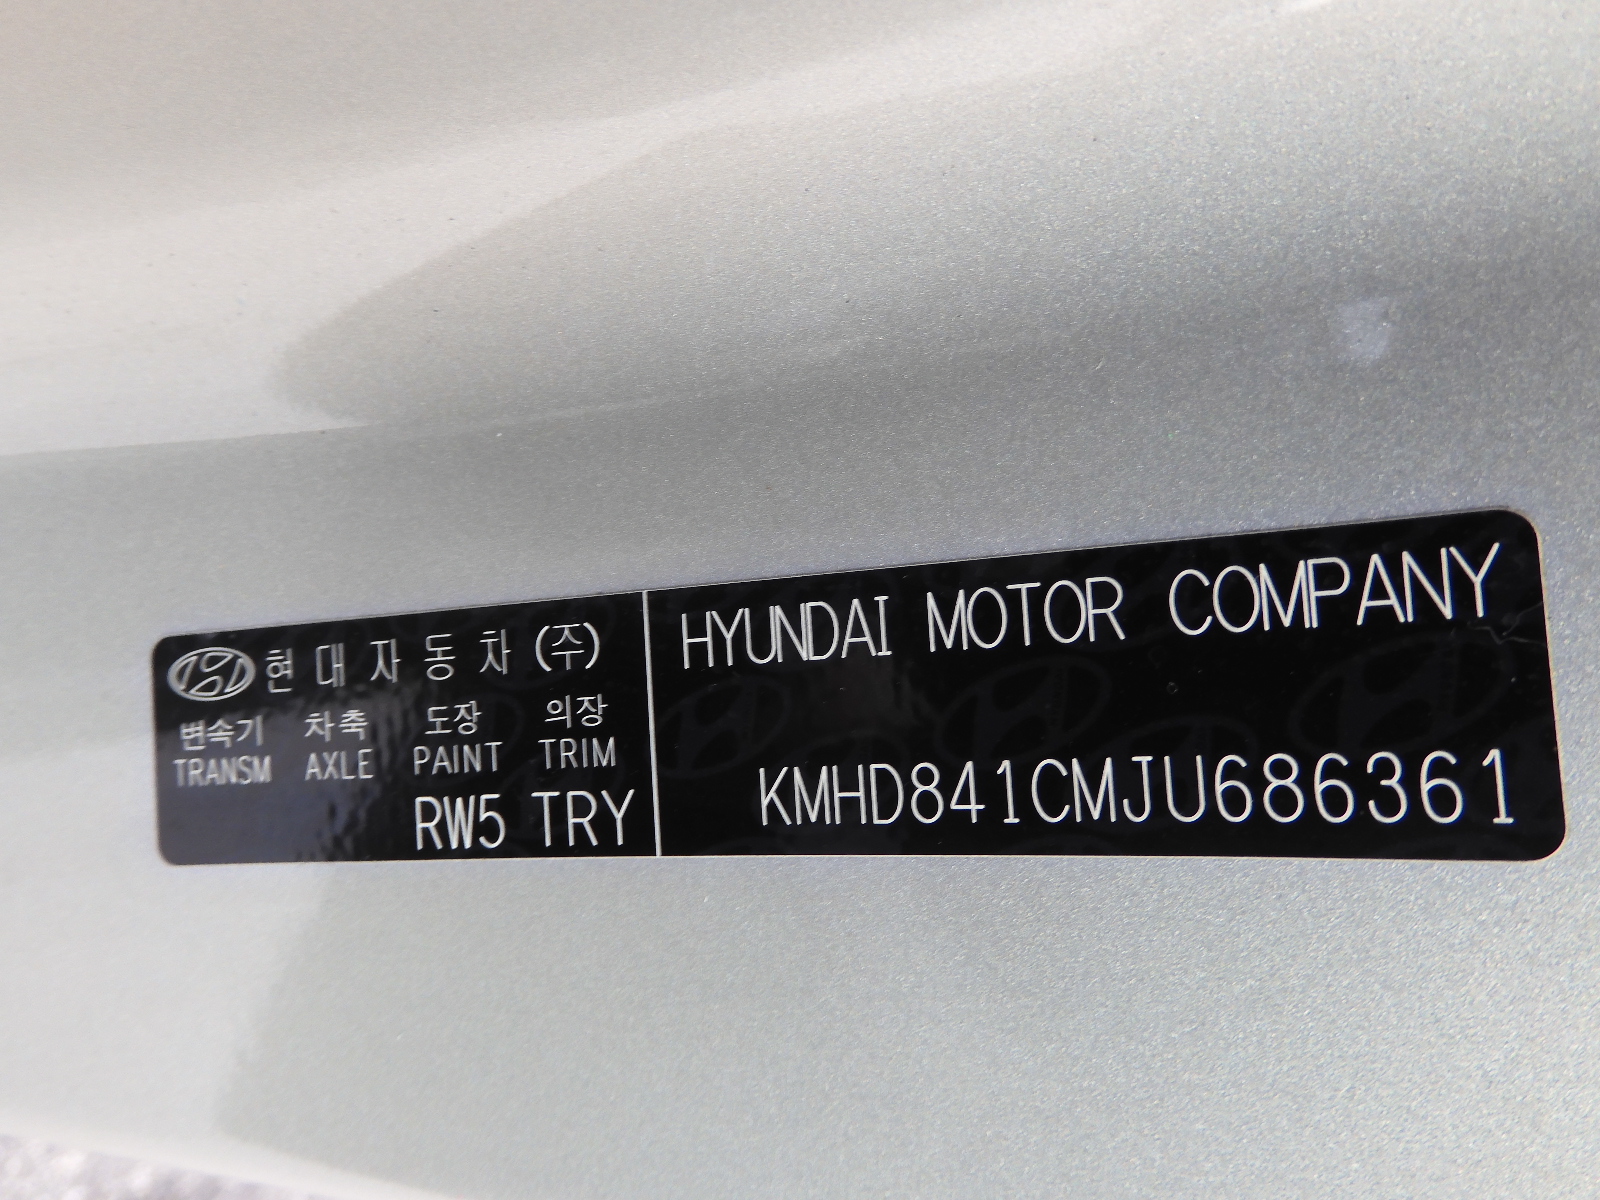 현대자동차(주)
변속기 차축 도장 의장
TRANSM AXLE PAINT TRIM
RW5 TRY
HYUNDAI MOTOR COMPANY
KMHD841CMJU686361